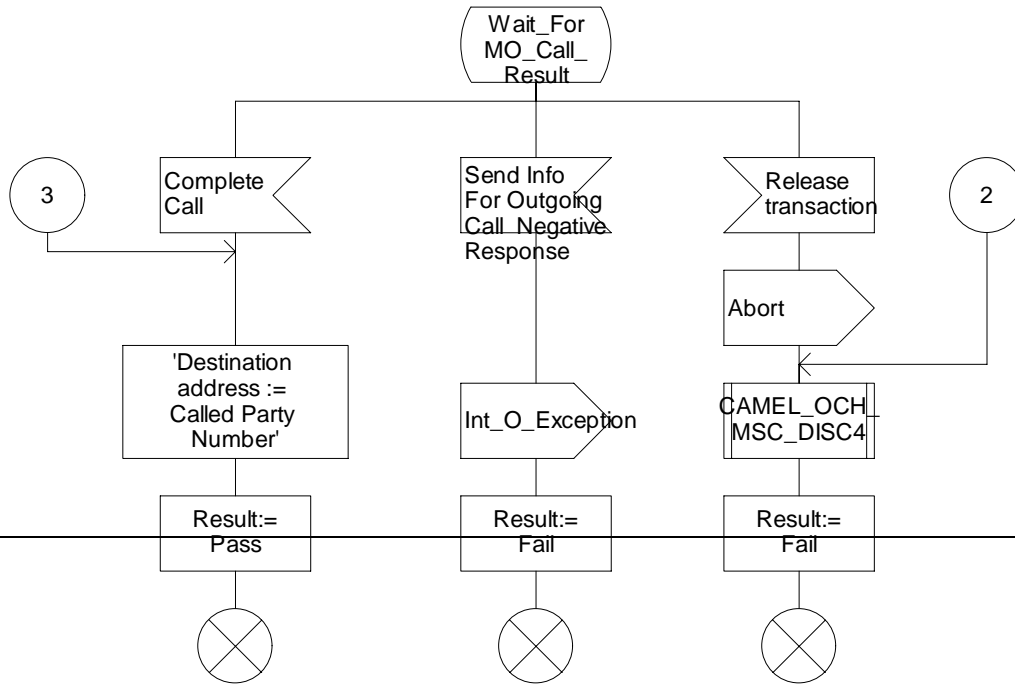 Wait_For
MO_Call_
Result
3
Complete
Call
Send Info
For Outgoing
Call Negative
Response
Release
transaction
2
Abort
'Destination
address :=
Called Party
Number'
Int_O_Exception
CAMEL_OCH_
MSC_DISC4
Result:=
Pass
Result:=
Fail
Result:=
Fail